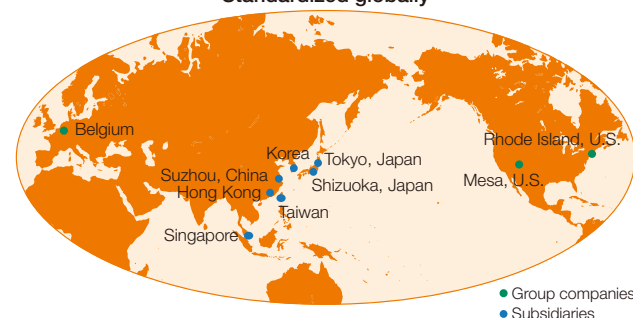 Standardized globally
Belgium
Rhode Island, U.S.
Korea
Tokyo, Japan
Suzhou, China
Mesa, U.S.
Shizuoka, Japan
Hong Kong
Taiwan
Singapore
Group companies
Subsidiaries